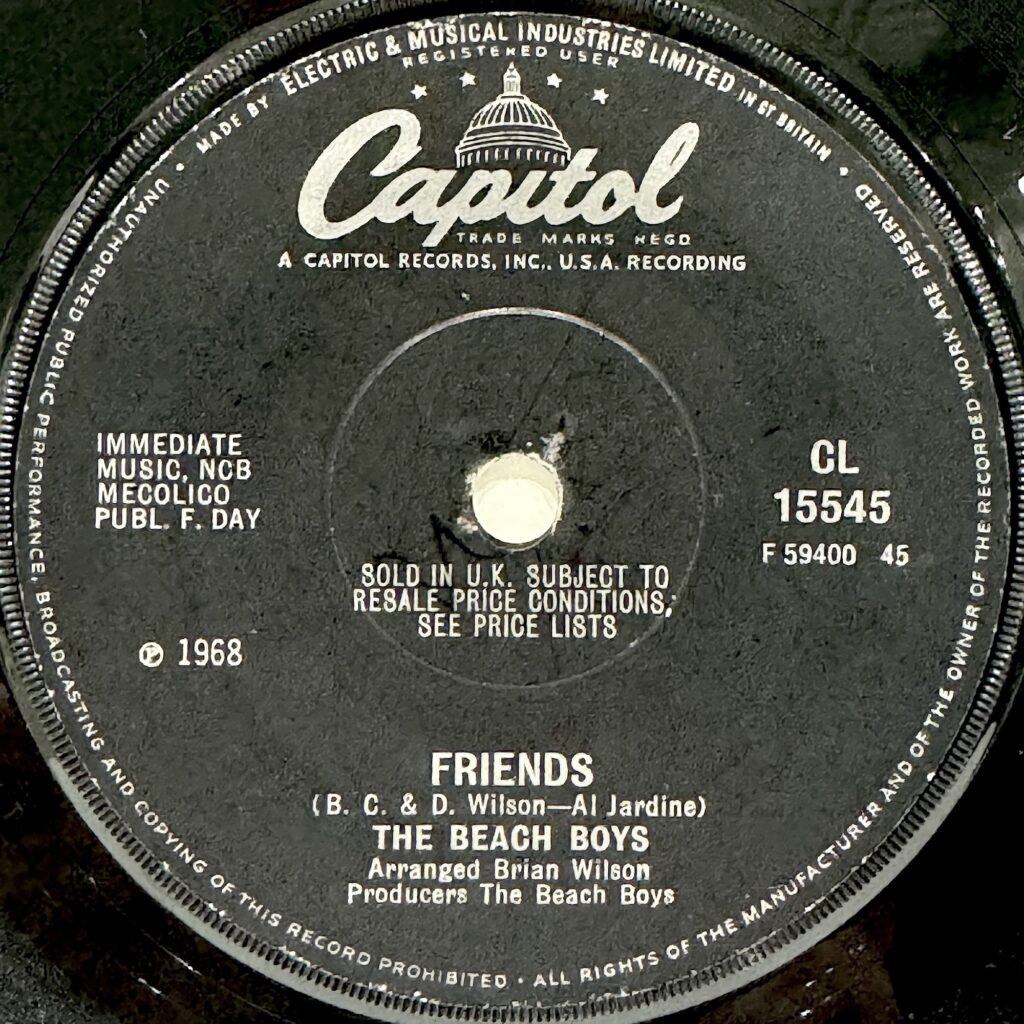 MADE BY ELECTRIC & MUSICAL INDUSTRIES LIMITED IN GT BRITAIN
REGISTERED USER
Capitol
TRADE MARKS REGD
A CAPITOL RECORDS, INC., U.S.A. RECORDING
IMMEDIATE
MUSIC, NCB
MECOLICO
PUBL. F. DAY
CL
15545
F 59400 45
SOLD IN U.K. SUBJECT TO
RESALE PRICE CONDITIONS,
SEE PRICE LISTS
℗ 1968
FRIENDS
(B. C. & D. Wilson—Al Jardine)
THE BEACH BOYS
Arranged Brian Wilson
Producers The Beach Boys
UNAUTHORIZED PUBLIC PERFORMANCE, BROADCASTING AND COPYING OF THIS RECORD PROHIBITED · ALL RIGHTS OF THE MANUFACTURER AND OF THE OWNER OF THE RECORDED WORK ARE RESERVED